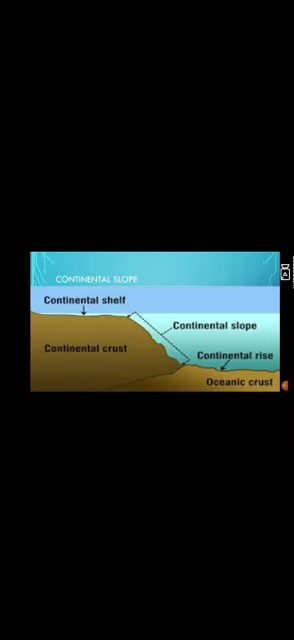 CONTINENTAL SLOPE
Continental shelf
Continental slope
Continental crust
Continental rise
Oceanic crust